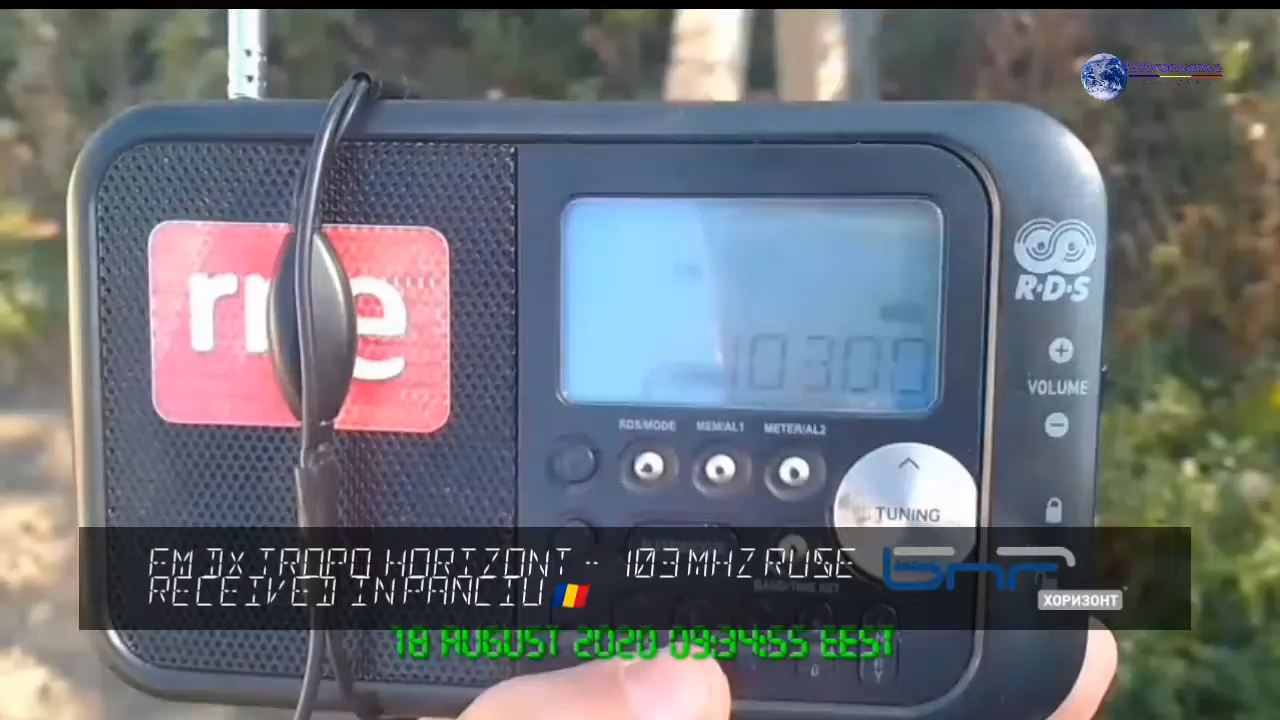 rne
R·D·S
10300
VOLUME
RDS/MODE MEM/AL1 METER/AL2
TUNING
FM DX TROPO HORIZONT - 103 MHZ RUSE
RECEIVED IN PANCIU
bnr
ХОРИЗОНТ
18 AUGUST 2020 09:34:55 EEST